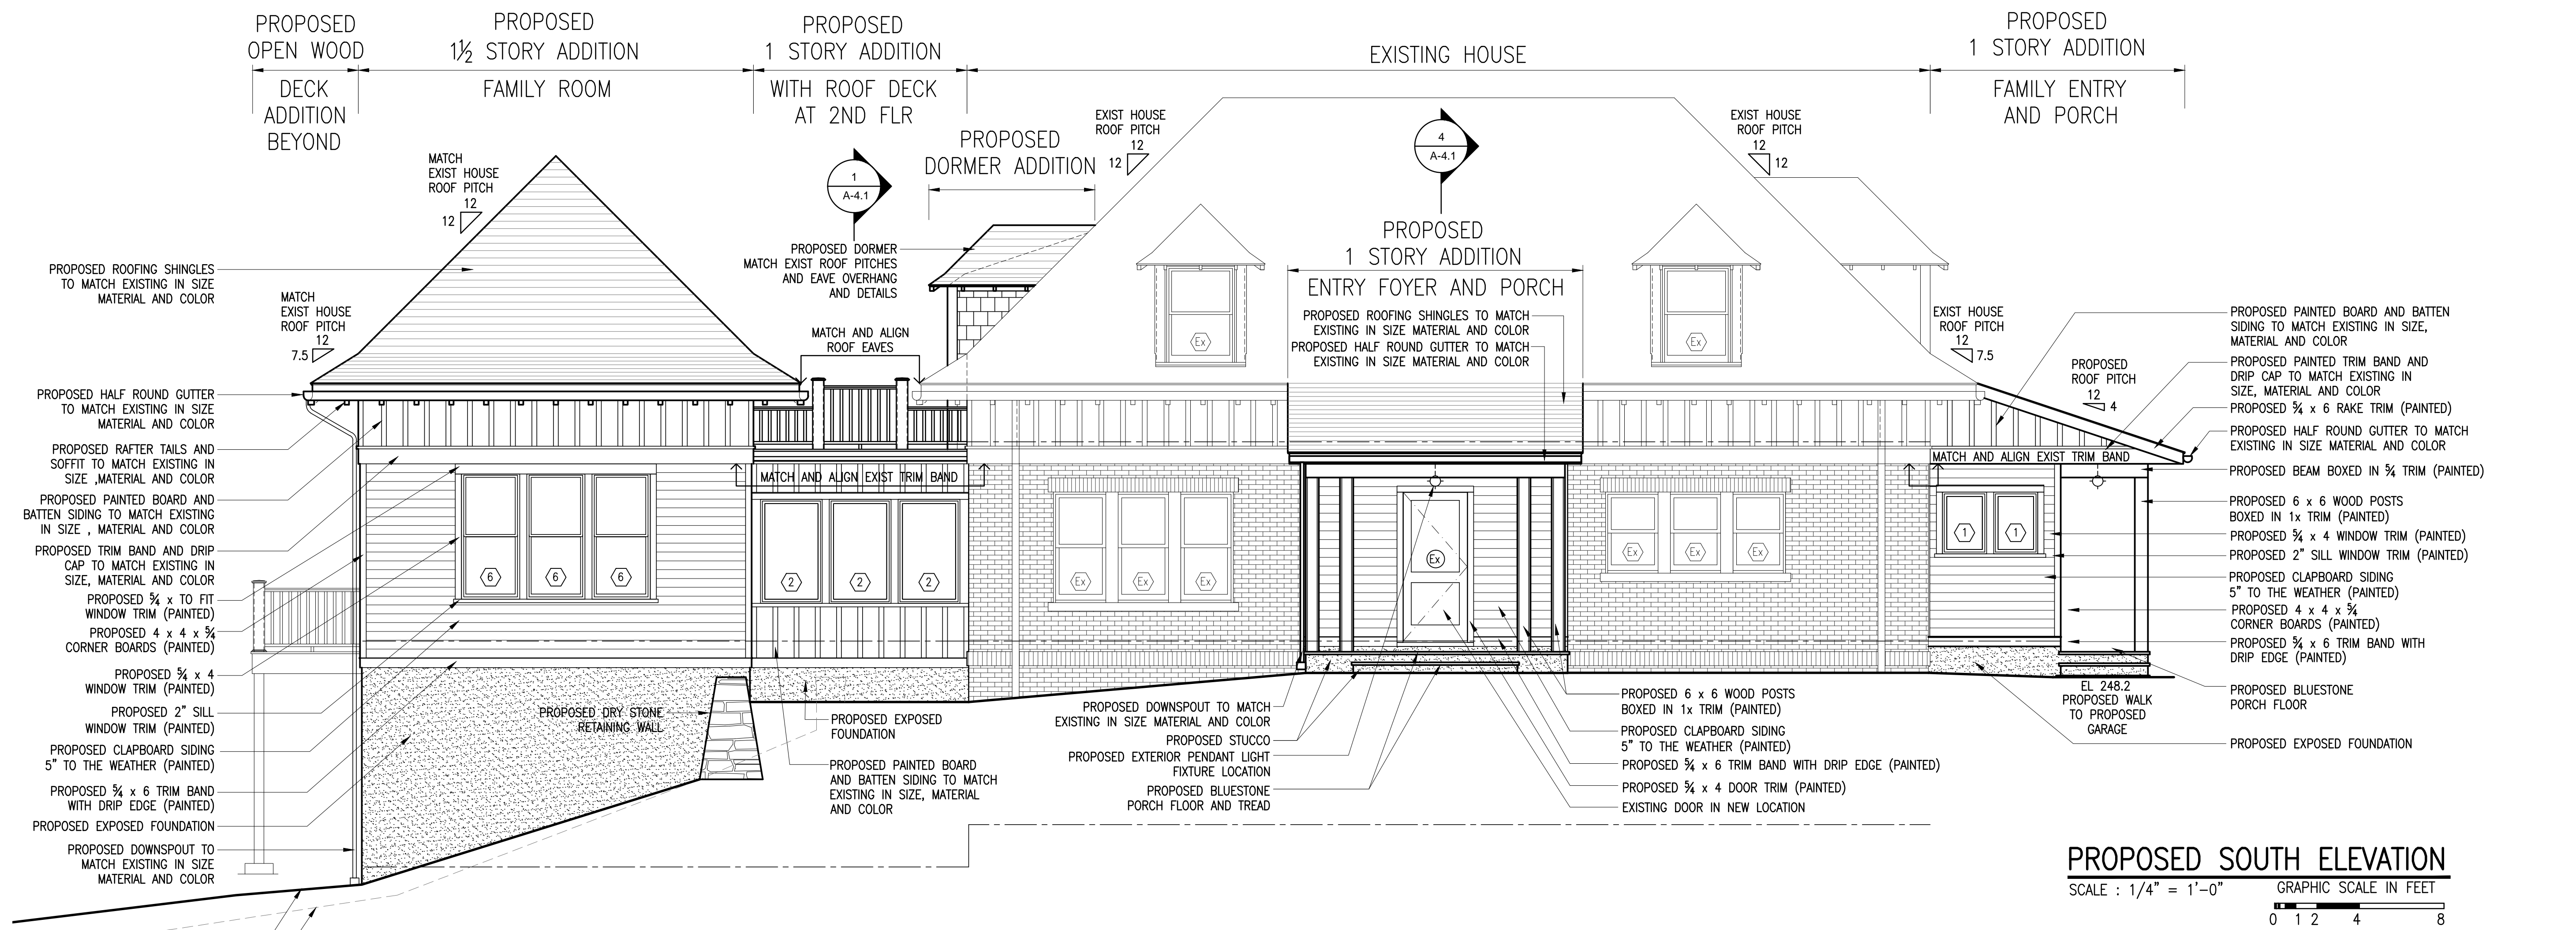 PROPOSED
OPEN WOOD
DECK
ADDITION
BEYOND
PROPOSED
1½ STORY ADDITION
FAMILY ROOM
PROPOSED
1 STORY ADDITION
WITH ROOF DECK
AT 2ND FLR
EXISTING HOUSE
PROPOSED
1 STORY ADDITION
FAMILY ENTRY
AND PORCH
PROPOSED
DORMER ADDITION
EXIST HOUSE
ROOF PITCH
12
12
4
A-4.1
EXIST HOUSE
ROOF PITCH
12
12
MATCH
EXIST HOUSE
ROOF PITCH
12
12
1
A-4.1
PROPOSED
1 STORY ADDITION
ENTRY FOYER AND PORCH
PROPOSED DORMER
MATCH EXIST ROOF PITCHES
AND EAVE OVERHANG
AND DETAILS
MATCH AND ALIGN
ROOF EAVES
PROPOSED ROOFING SHINGLES TO MATCH
EXISTING IN SIZE MATERIAL AND COLOR
PROPOSED HALF ROUND GUTTER TO MATCH
EXISTING IN SIZE MATERIAL AND COLOR
Ex
Ex
MATCH
EXIST HOUSE
ROOF PITCH
12
7.5
EXIST HOUSE
ROOF PITCH
12
7.5
PROPOSED
ROOF PITCH
12
4
PROPOSED ROOFING SHINGLES
TO MATCH EXISTING IN SIZE
MATERIAL AND COLOR
PROPOSED HALF ROUND GUTTER
TO MATCH EXISTING IN SIZE
MATERIAL AND COLOR
PROPOSED RAFTER TAILS AND
SOFFIT TO MATCH EXISTING IN
SIZE ,MATERIAL AND COLOR
PROPOSED PAINTED BOARD AND
BATTEN SIDING TO MATCH EXISTING
IN SIZE , MATERIAL AND COLOR
PROPOSED TRIM BAND AND DRIP
CAP TO MATCH EXISTING IN
SIZE, MATERIAL AND COLOR
PROPOSED 5⁄4 x TO FIT
WINDOW TRIM (PAINTED)
PROPOSED 4 x 4 x 5⁄4
CORNER BOARDS (PAINTED)
PROPOSED 5⁄4 x 4
WINDOW TRIM (PAINTED)
PROPOSED 2" SILL
WINDOW TRIM (PAINTED)
PROPOSED CLAPBOARD SIDING
5" TO THE WEATHER (PAINTED)
PROPOSED 5⁄4 x 6 TRIM BAND
WITH DRIP EDGE (PAINTED)
PROPOSED EXPOSED FOUNDATION
PROPOSED DOWNSPOUT TO
MATCH EXISTING IN SIZE
MATERIAL AND COLOR
MATCH AND ALIGN EXIST TRIM BAND
MATCH AND ALIGN EXIST TRIM BAND
6
6
6
2
2
2
Ex
Ex
Ex
Ex
Ex
Ex
Ex
1
1
PROPOSED DRY STONE
RETAINING WALL
PROPOSED EXPOSED
FOUNDATION
PROPOSED PAINTED BOARD
AND BATTEN SIDING TO MATCH
EXISTING IN SIZE, MATERIAL
AND COLOR
PROPOSED DOWNSPOUT TO MATCH
EXISTING IN SIZE MATERIAL AND COLOR
PROPOSED STUCCO
PROPOSED EXTERIOR PENDANT LIGHT
FIXTURE LOCATION
PROPOSED BLUESTONE
PORCH FLOOR AND TREAD
PROPOSED 6 x 6 WOOD POSTS
BOXED IN 1x TRIM (PAINTED)
PROPOSED CLAPBOARD SIDING
5" TO THE WEATHER (PAINTED)
PROPOSED 5⁄4 x 6 TRIM BAND WITH DRIP EDGE (PAINTED)
PROPOSED 5⁄4 x 4 DOOR TRIM (PAINTED)
EXISTING DOOR IN NEW LOCATION
EL 248.2
PROPOSED WALK
TO PROPOSED
GARAGE
PROPOSED PAINTED BOARD AND BATTEN
SIDING TO MATCH EXISTING IN SIZE,
MATERIAL AND COLOR
PROPOSED PAINTED TRIM BAND AND
DRIP CAP TO MATCH EXISTING IN
SIZE, MATERIAL AND COLOR
PROPOSED 5⁄4 x 6 RAKE TRIM (PAINTED)
PROPOSED HALF ROUND GUTTER TO MATCH
EXISTING IN SIZE MATERIAL AND COLOR
PROPOSED BEAM BOXED IN 5⁄4 TRIM (PAINTED)
PROPOSED 6 x 6 WOOD POSTS
BOXED IN 1x TRIM (PAINTED)
PROPOSED 5⁄4 x 4 WINDOW TRIM (PAINTED)
PROPOSED 2" SILL WINDOW TRIM (PAINTED)
PROPOSED CLAPBOARD SIDING
5" TO THE WEATHER (PAINTED)
PROPOSED 4 x 4 x 5⁄4
CORNER BOARDS (PAINTED)
PROPOSED 5⁄4 x 6 TRIM BAND WITH
DRIP EDGE (PAINTED)
PROPOSED BLUESTONE
PORCH FLOOR
PROPOSED EXPOSED FOUNDATION
PROPOSED SOUTH ELEVATION
SCALE : 1/4" = 1'-0"
GRAPHIC SCALE IN FEET
0 1 2 4 8